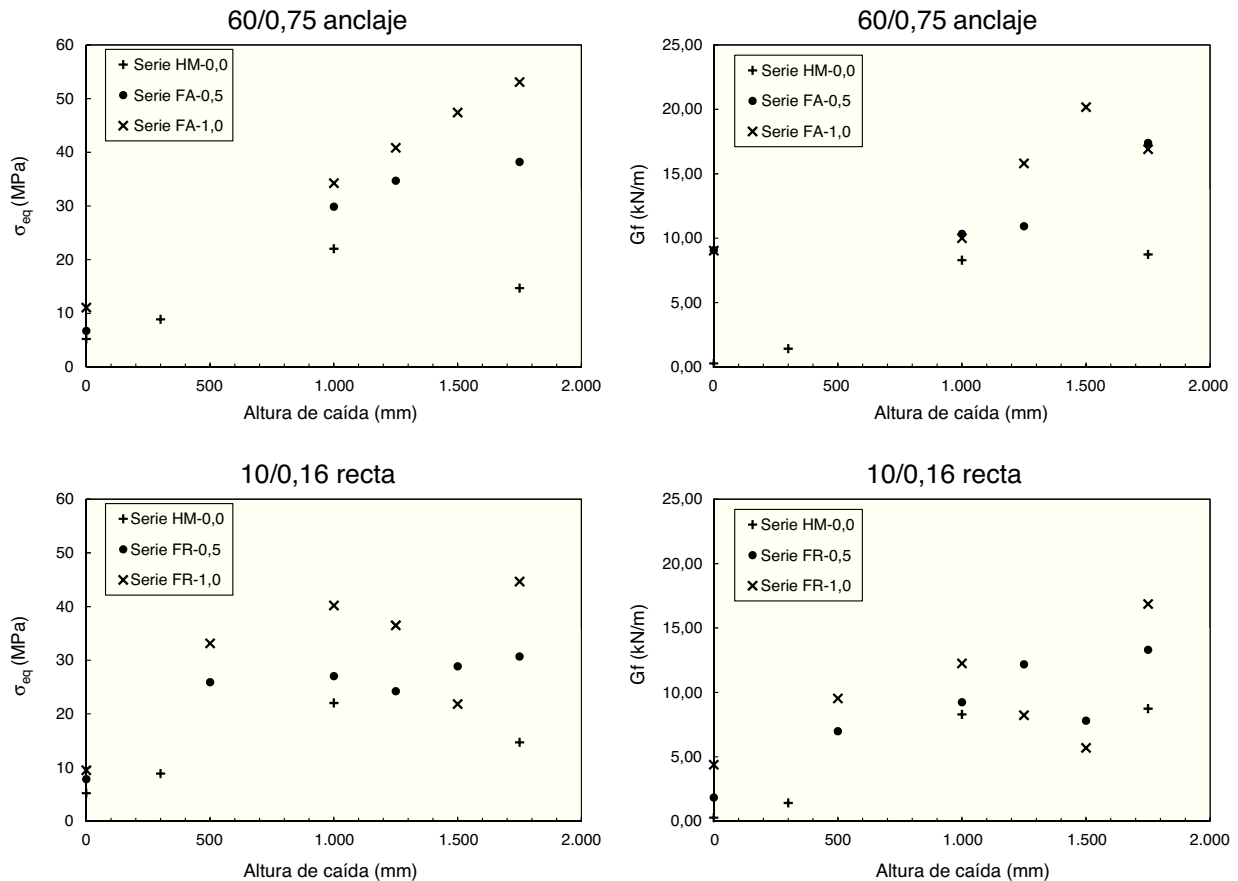 60/0,75 anclaje
60
50
40
30
20
10
0
σeq (MPa)
Serie HM-0,0
Serie FA-0,5
Serie FA-1,0
0 500 1.000 1.500 2.000
Altura de caída (mm)
60/0,75 anclaje
25,00
20,00
15,00
10,00
5,00
0,00
Gf (kN/m)
Serie HM-0,0
Serie FA-0,5
Serie FA-1,0
0 500 1.000 1.500 2.000
Altura de caída (mm)
10/0,16 recta
60
50
40
30
20
10
0
σeq (MPa)
Serie HM-0,0
Serie FR-0,5
Serie FR-1,0
0 500 1.000 1.500 2.000
Altura de caída (mm)
10/0,16 recta
25,00
20,00
15,00
10,00
5,00
0,00
Gf (kN/m)
Serie HM-0,0
Serie FR-0,5
Serie FR-1,0
0 500 1.000 1.500 2.000
Altura de caída (mm)